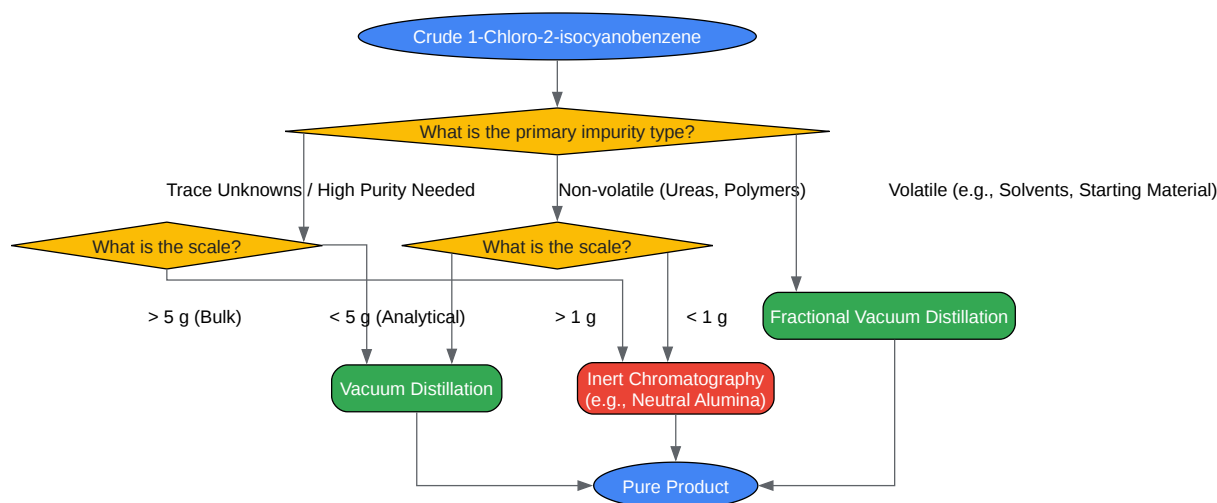 Crude 1-Chloro-2-isocyanobenzene
What is the primary impurity type?
Trace Unknowns / High Purity Needed
Non-volatile (Ureas, Polymers)
Volatile (e.g., Solvents, Starting Material)
What is the scale?
What is the scale?
> 5 g (Bulk)
< 5 g (Analytical)
> 1 g
< 1 g
Fractional Vacuum Distillation
Vacuum Distillation
Inert Chromatography
(e.g., Neutral Alumina)
Pure Product